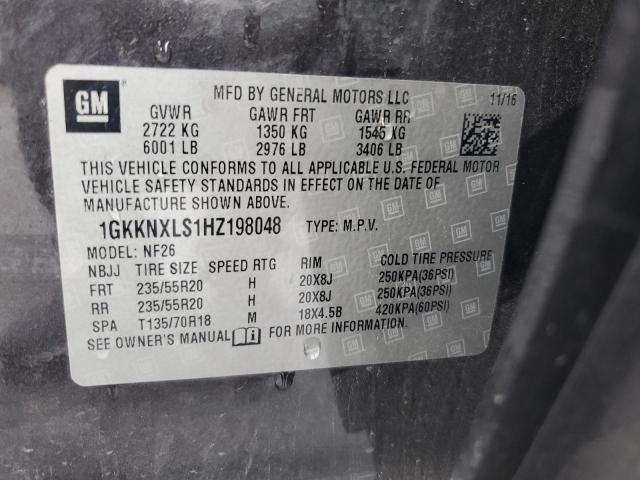 GM
MFD BY GENERAL MOTORS LLC 11/16
GVWR GAWR FRT GAWR RR
2722 KG 1350 KG 1545 KG
6001 LB 2976 LB 3406 LB
THIS VEHICLE CONFORMS TO ALL APPLICABLE U.S. FEDERAL MOTOR
VEHICLE SAFETY STANDARDS IN EFFECT ON THE DATE OF
MANUFACTURE SHOWN ABOVE.
1GKKNXLS1HZ198048 TYPE: M.P.V.
MODEL: NF26
NBJJ TIRE SIZE SPEED RTG RIM COLD TIRE PRESSURE
FRT 235/55R20 H 20X8J 250KPA(36PSI)
RR 235/55R20 H 20X8J 250KPA(36PSI)
SPA T135/70R18 M 18X4.5B 420KPA(60PSI)
SEE OWNER'S MANUAL FOR MORE INFORMATION.